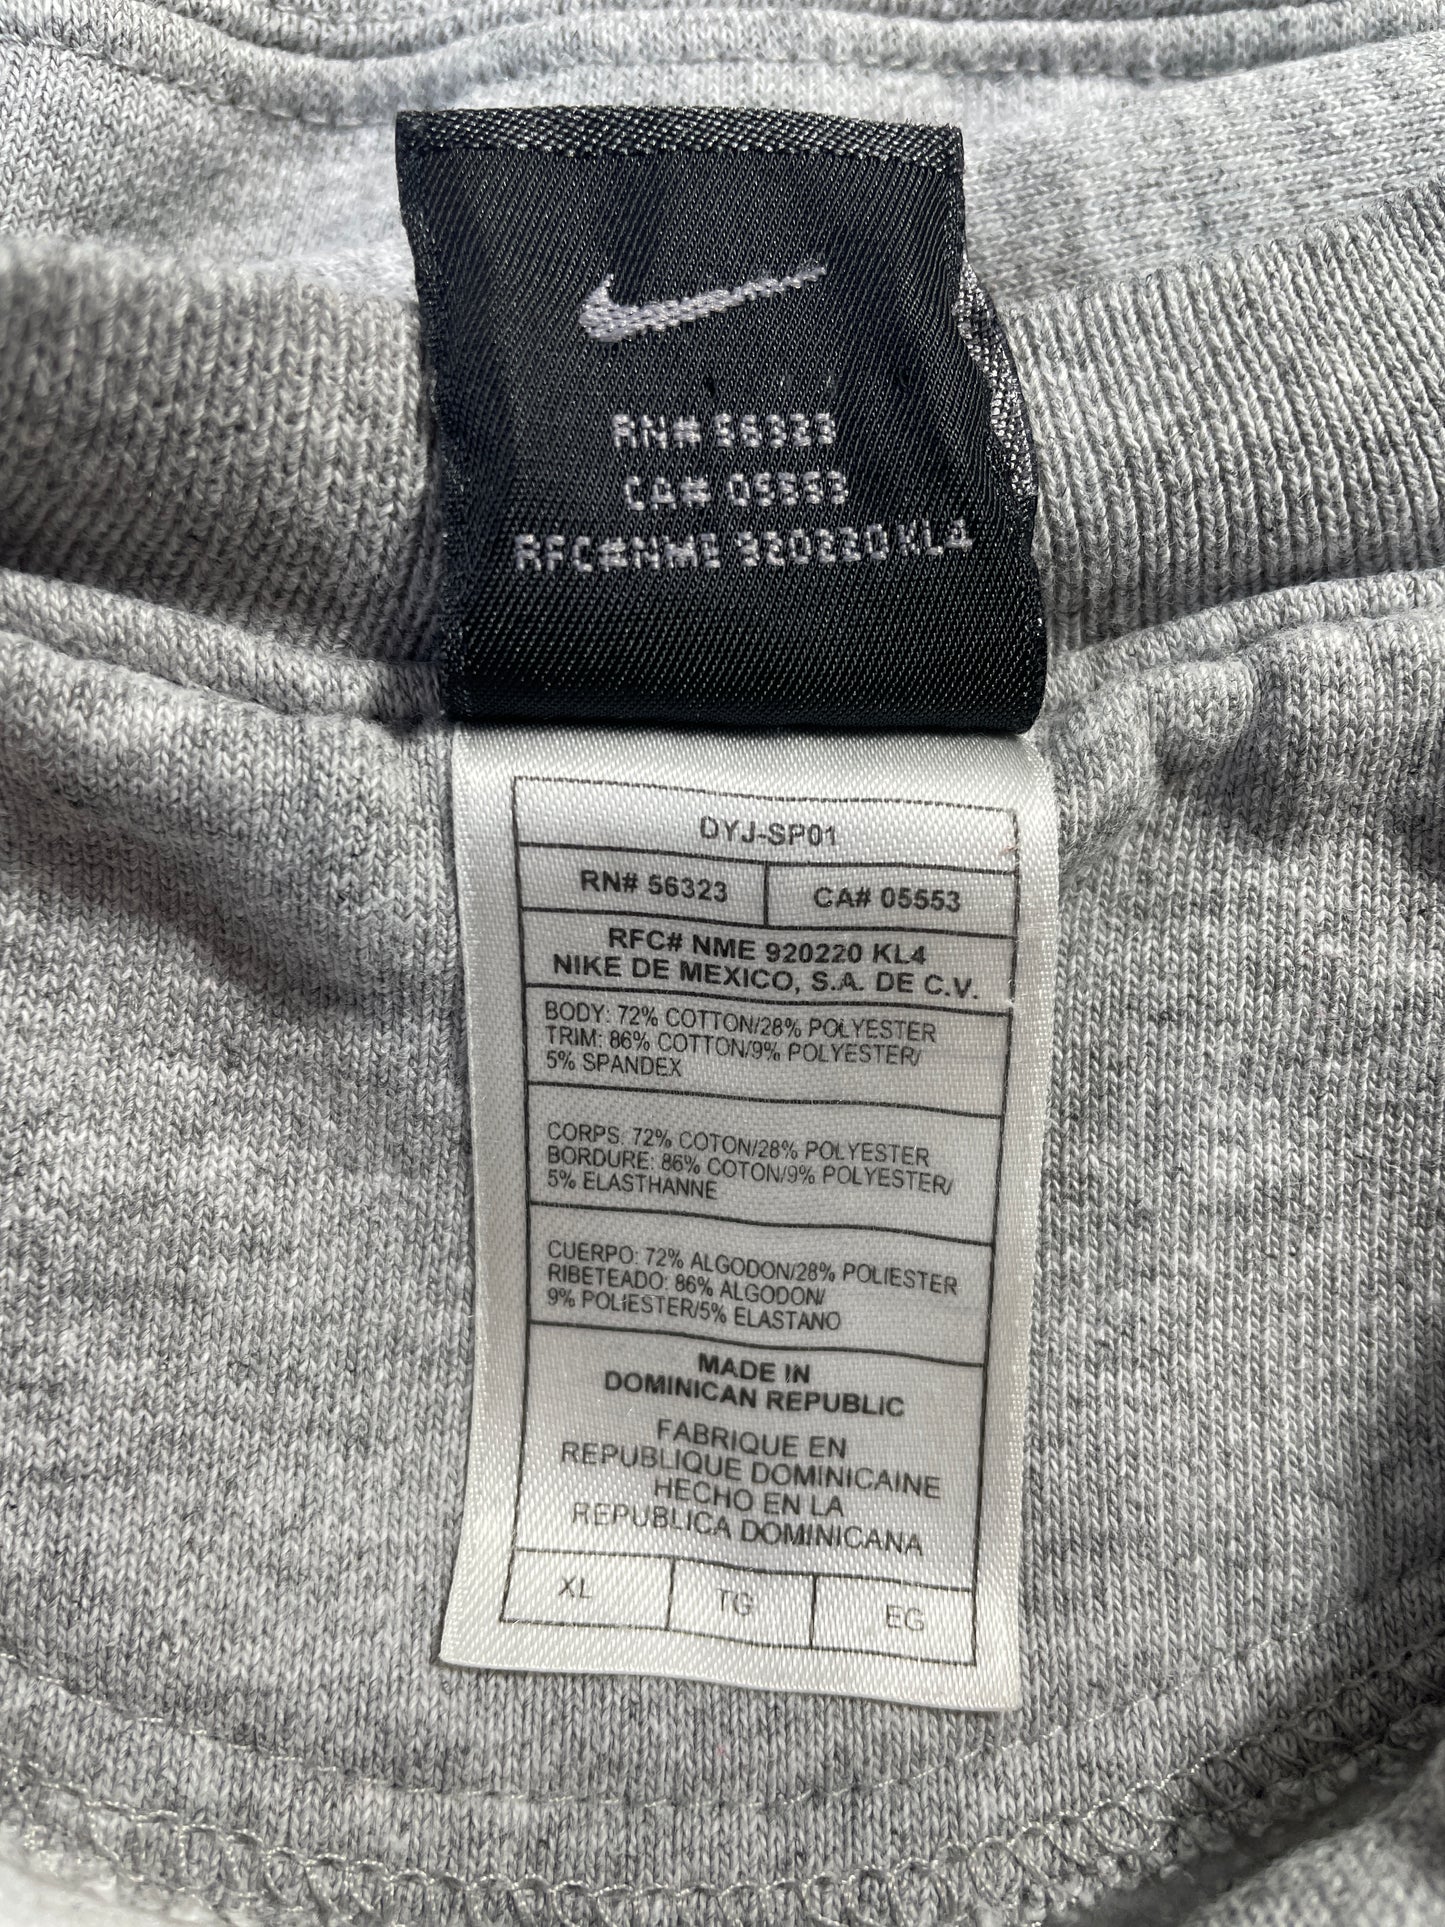 RN# 56323
CA# 05553
RFC#NME 920220 KL4
DYJ-SP01
RN# 56323 CA# 05553
RFC# NME 920220 KL4
NIKE DE MEXICO, S.A. DE C.V.
BODY: 72% COTTON/28% POLYESTER
TRIM: 86% COTTON/9% POLYESTER/
5% SPANDEX
CORPS: 72% COTON/28% POLYESTER
BORDURE: 86% COTON/9% POLYESTER/
5% ELASTHANNE
CUERPO: 72% ALGODON/28% POLIESTER
RIBETEADO: 86% ALGODON/
9% POLIESTER/5% ELASTANO
MADE IN
DOMINICAN REPUBLIC
FABRIQUE EN
REPUBLIQUE DOMINICAINE
HECHO EN LA
REPUBLICA DOMINICANA
XL TG EG